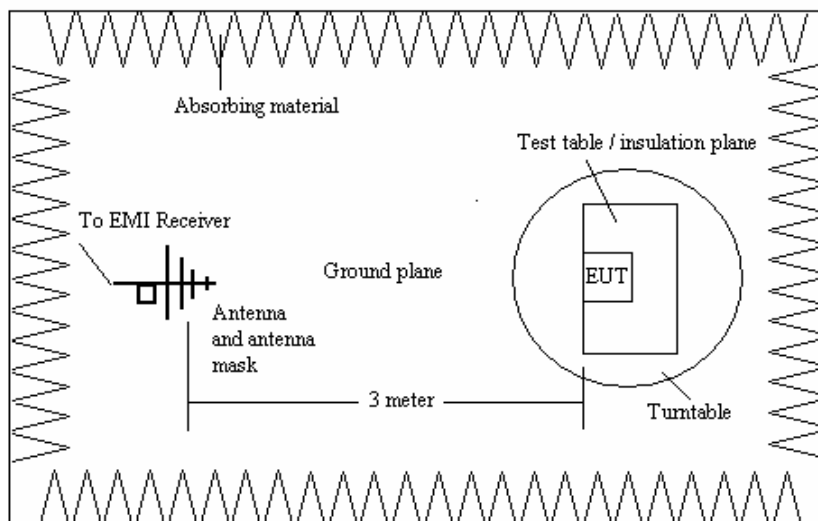 Absorbing material
Test table / insulation plane
To EMI Receiver
Ground plane
EUT
Antenna
and antenna
mask
3 meter
Turntable